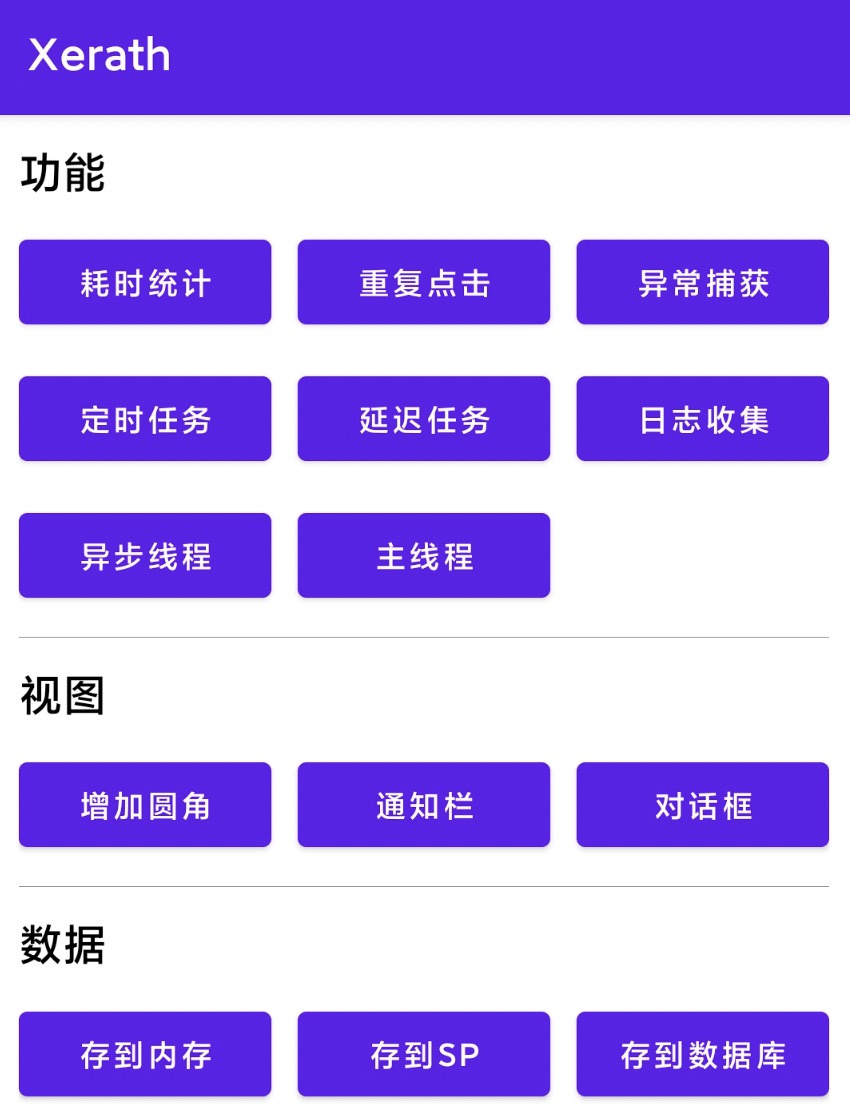 Xerath
功能
耗时统计 重复点击 异常捕获
定时任务 延迟任务 日志收集
异步线程 主线程
视图
增加圆角 通知栏 对话框
数据
存到内存 存到SP 存到数据库